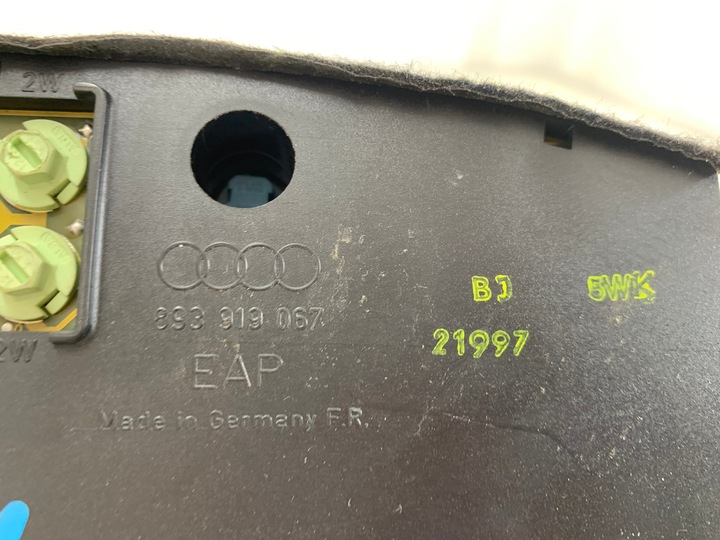 2W
893 919 067
EAP
Made in Germany F.R.
BJ 5WK
21997
2W